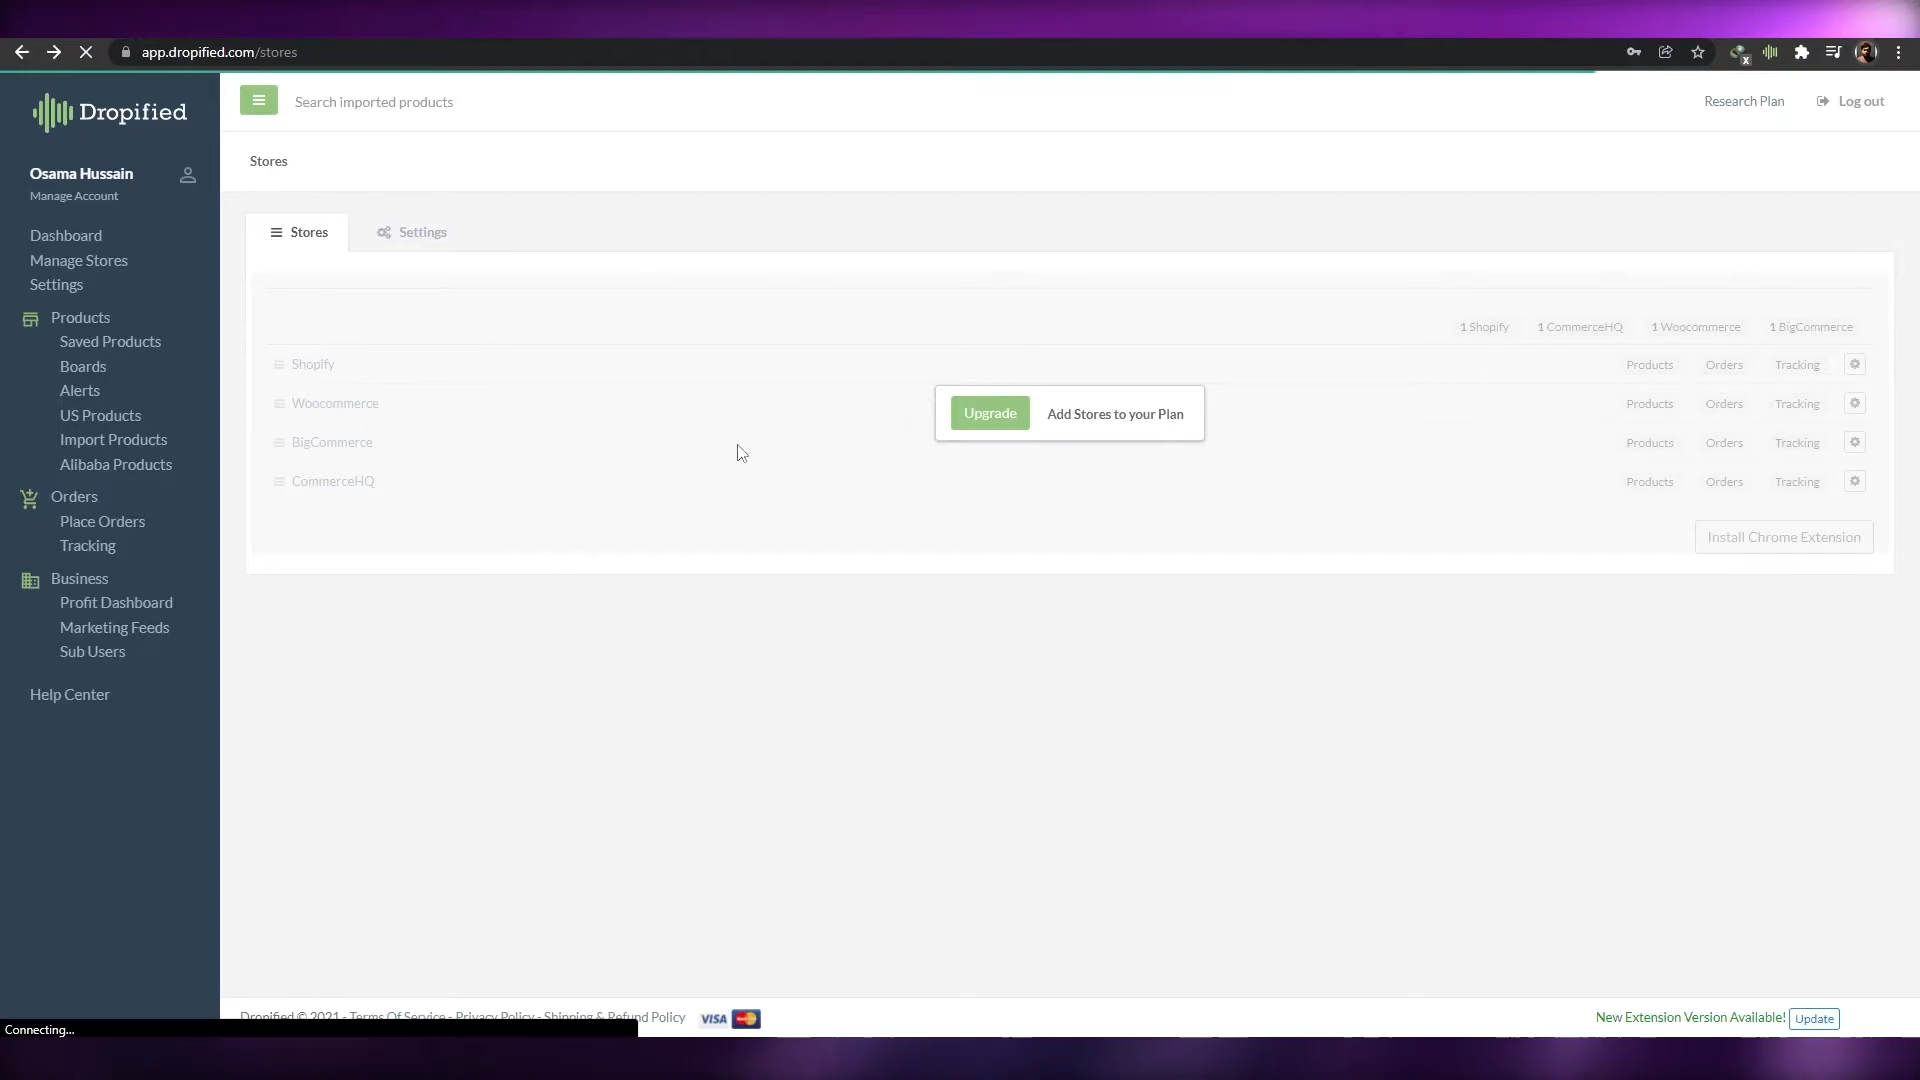 app.dropified.com/stores
Dropified
Search imported products
Research Plan
Log out
Osama Hussain
Manage Account
Stores
Dashboard
Manage Stores
Settings
Products
Saved Products
Boards
Alerts
US Products
Import Products
Alibaba Products
Orders
Place Orders
Tracking
Business
Profit Dashboard
Marketing Feeds
Sub Users
Help Center
Stores
Settings
1 Shopify 1 CommerceHQ 1 Woocommerce 1 BigCommerce
Shopify Products Orders Tracking
Woocommerce Products Orders Tracking
BigCommerce Products Orders Tracking
CommerceHQ Products Orders Tracking
Upgrade Add Stores to your Plan
Install Chrome Extension
Dropified © 2021 - Terms Of Service - Privacy Policy - Shipping & Refund Policy VISA
New Extension Version Available! Update
Connecting...